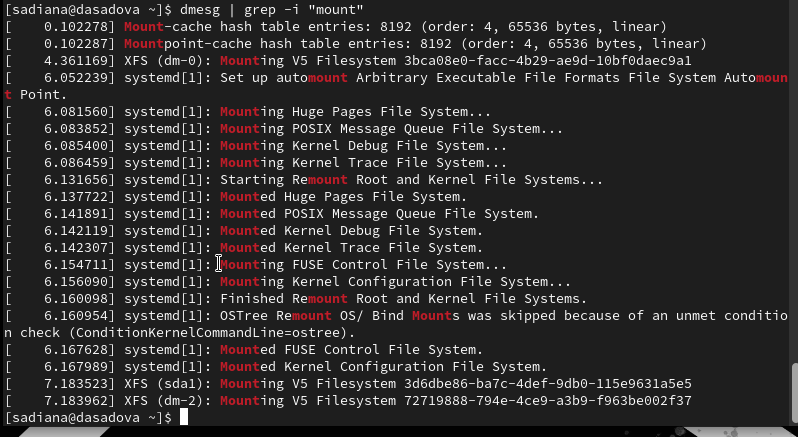 [sadiana@dasadova ~]$ dmesg | grep -i "mount"
[    0.102278] Mount-cache hash table entries: 8192 (order: 4, 65536 bytes, linear)
[    0.102287] Mountpoint-cache hash table entries: 8192 (order: 4, 65536 bytes, linear)
[    4.361169] XFS (dm-0): Mounting V5 Filesystem 3bca08e0-facc-4b29-ae9d-10bf0daec9a1
[    6.052239] systemd[1]: Set up automount Arbitrary Executable File Formats File System Automoun
t Point.
[    6.081560] systemd[1]: Mounting Huge Pages File System...
[    6.083852] systemd[1]: Mounting POSIX Message Queue File System...
[    6.085400] systemd[1]: Mounting Kernel Debug File System...
[    6.086459] systemd[1]: Mounting Kernel Trace File System...
[    6.131656] systemd[1]: Starting Remount Root and Kernel File Systems...
[    6.137722] systemd[1]: Mounted Huge Pages File System.
[    6.141891] systemd[1]: Mounted POSIX Message Queue File System.
[    6.142119] systemd[1]: Mounted Kernel Debug File System.
[    6.142307] systemd[1]: Mounted Kernel Trace File System.
[    6.154711] systemd[1]: Mounting FUSE Control File System...
[    6.156090] systemd[1]: Mounting Kernel Configuration File System...
[    6.160098] systemd[1]: Finished Remount Root and Kernel File Systems.
[    6.160954] systemd[1]: OSTree Remount OS/ Bind Mounts was skipped because of an unmet conditio
n check (ConditionKernelCommandLine=ostree).
[    6.167628] systemd[1]: Mounted FUSE Control File System.
[    6.167989] systemd[1]: Mounted Kernel Configuration File System.
[    7.183523] XFS (sda1): Mounting V5 Filesystem 3d6dbe86-ba7c-4def-9db0-115e9631a5e5
[    7.183962] XFS (dm-2): Mounting V5 Filesystem 72719888-794e-4ce9-a3b9-f963be002f37
[sadiana@dasadova ~]$